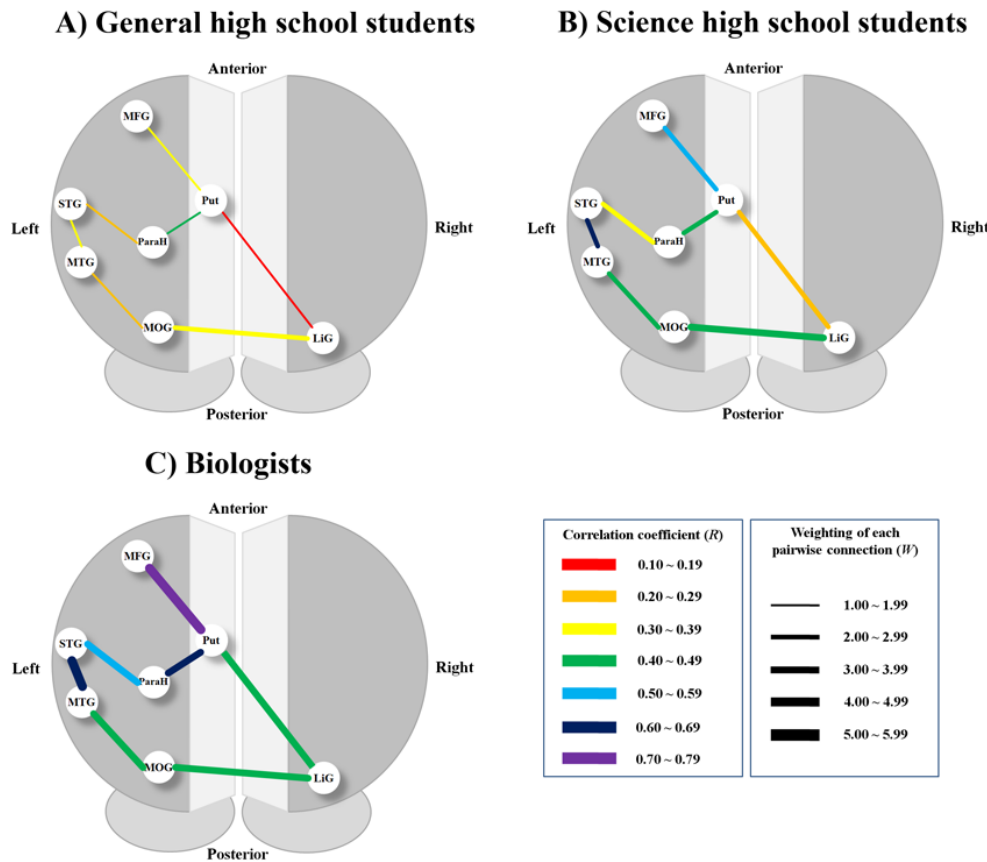 A) General high school students
Anterior
MFG
STG
Put
Left
Right
ParaH
MTG
MOG
LiG
Posterior
B) Science high school students
Anterior
MFG
STG
Put
Left
Right
ParaH
MTG
MOG
LiG
Posterior
C) Biologists
Anterior
MFG
STG
Put
Left
Right
ParaH
MTG
MOG
LiG
Posterior
Correlation coefficient (R)
0.10 ~ 0.19
0.20 ~ 0.29
0.30 ~ 0.39
0.40 ~ 0.49
0.50 ~ 0.59
0.60 ~ 0.69
0.70 ~ 0.79
Weighting of each
pairwise connection (W)
1.00 ~ 1.99
2.00 ~ 2.99
3.00 ~ 3.99
4.00 ~ 4.99
5.00 ~ 5.99